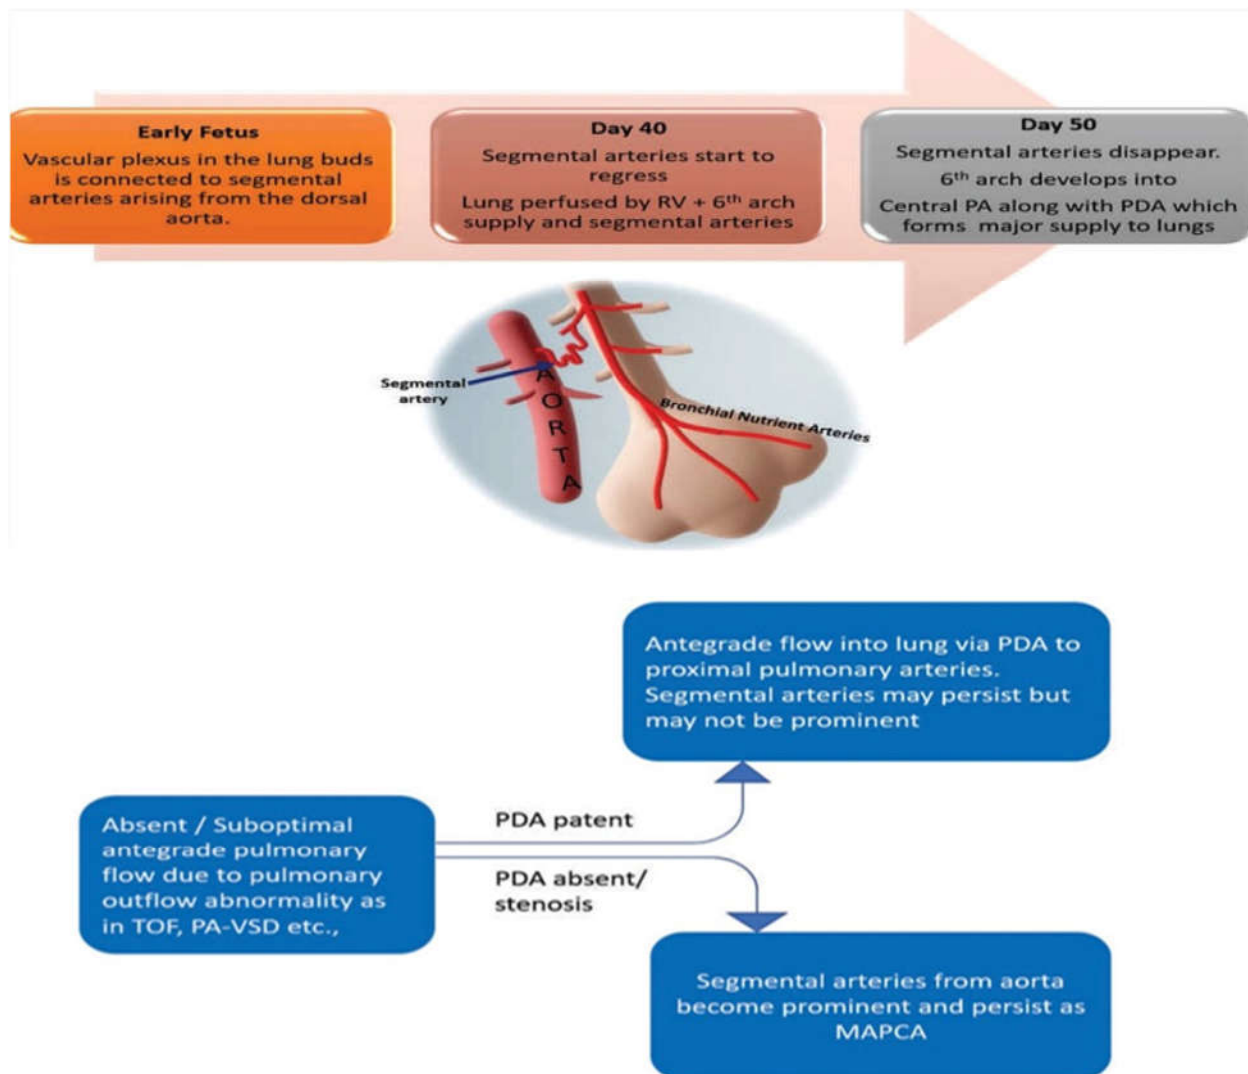 Early Fetus
Vascular plexus in the lung buds
is connected to segmental
arteries arising from the dorsal
aorta.
Day 40
Segmental arteries start to
regress
Lung perfused by RV + 6th arch
supply and segmental arteries
Day 50
Segmental arteries disappear.
6th arch develops into
Central PA along with PDA which
forms major supply to lungs
Segmental
artery
AORTA
Bronchial Nutrient Arteries
Antegrade flow into lung via PDA to
proximal pulmonary arteries.
Segmental arteries may persist but
may not be prominent
Absent / Suboptimal
antegrade pulmonary
flow due to pulmonary
outflow abnormality as
in TOF, PA-VSD etc.,
PDA patent
PDA absent/
stenosis
Segmental arteries from aorta
become prominent and persist as
MAPCA